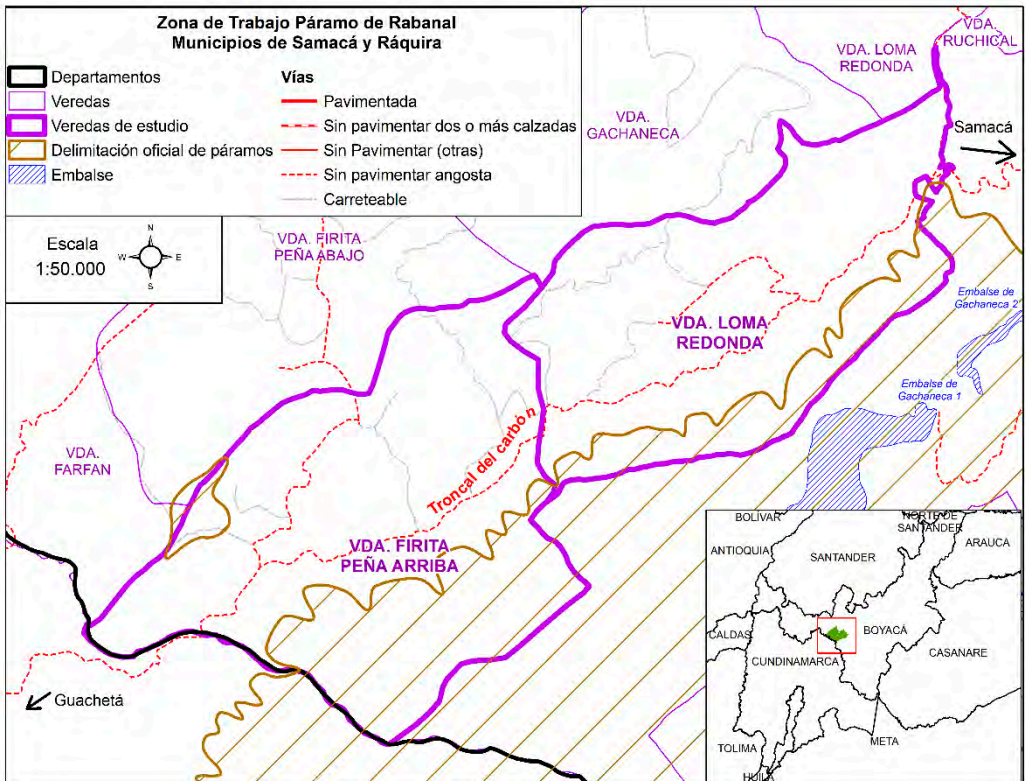 Zona de Trabajo Páramo de Rabanal
Municipios de Samacá y Ráquira
Departamentos
Veredas
Veredas de estudio
Delimitación oficial de páramos
Embalse
Vías
Pavimentada
Sin pavimentar dos o más calzadas
Sin Pavimentar (otras)
Sin pavimentar angosta
Carreteable
Escala
1:50.000
N
W
E
S
VDA.
RUCHICAL
VDA. LOMA
REDONDA
VDA.
GACHANECA
Samacá
VDA. FIRITA
PEÑA ABAJO
VDA. LOMA
REDONDA
Embalse de
Gachaneca 2
Embalse de
Gachaneca 1
Troncal del carbón
VDA.
FARFAN
VDA. FIRITA
PEÑA ARRIBA
Guachetá
BOLÍVAR
NORTE DE
SANTANDER
ANTIOQUIA
SANTANDER
ARAUCA
CALDAS
BOYACÁ
CUNDINAMARCA
CASANARE
TOLIMA
META
HUILA